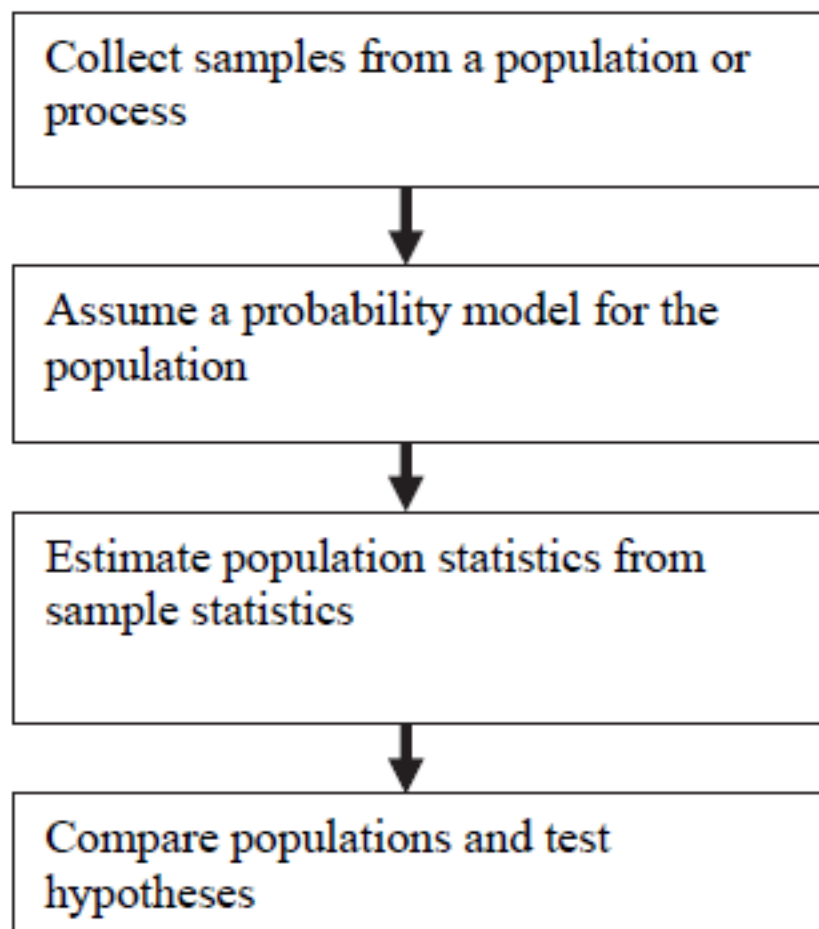 Collect samples from a population or
process
Assume a probability model for the
population
Estimate population statistics from
sample statistics
Compare populations and test
hypotheses